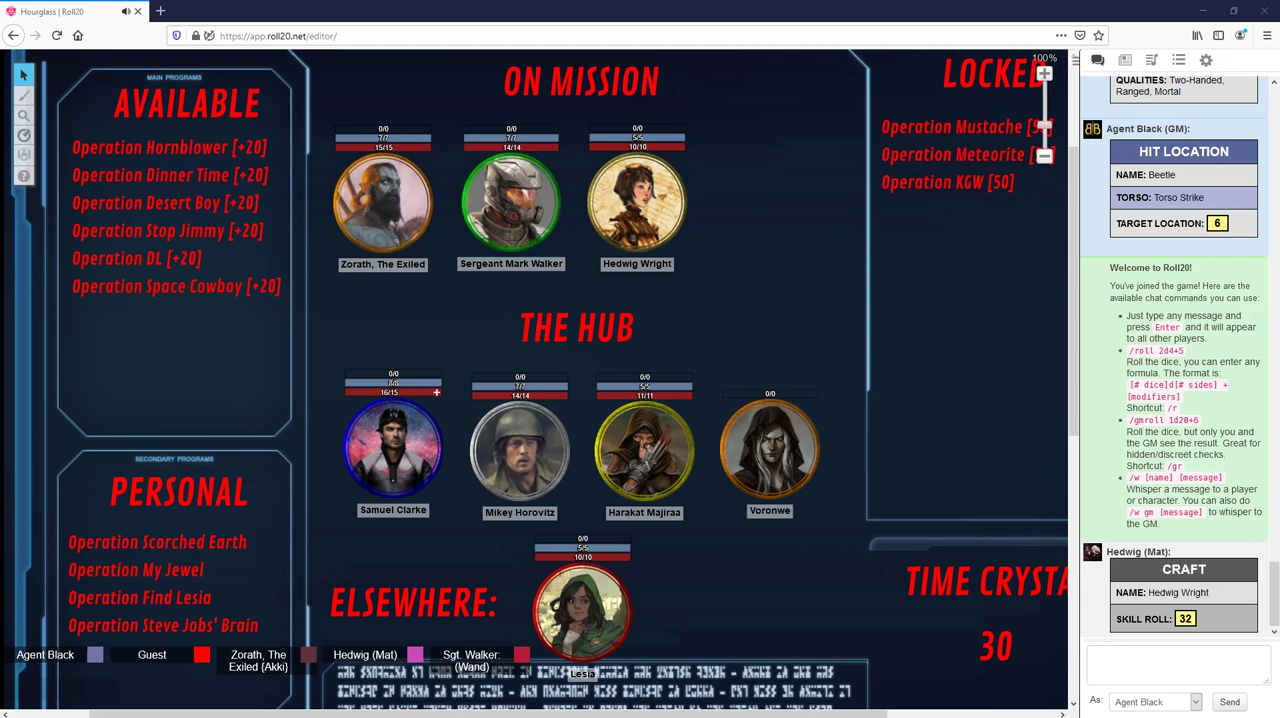 Hourglass | Roll20
https://app.roll20.net/editor/
MAIN PROGRAMS
AVAILABLE
Operation Hornblower [+20]
Operation Dinner Time [+20]
Operation Desert Boy [+20]
Operation Stop Jimmy [+20]
Operation DL [+20]
Operation Space Cowboy [+20]
SECONDARY PROGRAMS
PERSONAL
Operation Scorched Earth
Operation My Jewel
Operation Find Lesia
Operation Steve Jobs' Brain
ON MISSION
0/0
7/7
15/15
Zorath, The Exiled
0/0
7/7
14/14
Sergeant Mark Walker
0/0
5/5
10/10
Hedwig Wright
THE HUB
0/0
8/8
16/15
Samuel Clarke
0/0
7/7
14/14
Mikey Horovitz
0/0
5/5
11/11
Harakat Majiraa
0/0
Voronwe
ELSEWHERE:
0/0
5/5
10/10
Lesia
LOCKED
Operation Mustache [5
Operation Meteorite [
Operation KGW [50]
TIME CRYSTA
30
100%
Agent Black
Guest
Zorath, The
Exiled {Akki}
Hedwig (Mat)
Sgt. Walker:
(Wand)
QUALITIES: Two-Handed,
Ranged, Mortal
Agent Black (GM):
HIT LOCATION
NAME: Beetle
TORSO: Torso Strike
TARGET LOCATION: 6
Welcome to Roll20!
You've joined the game! Here are the
available chat commands you can use:
Just type any message and
press Enter and it will appear
to all other players.
/roll 2d4+5
Roll the dice, you can enter any
formula. The format is:
[# dice]d[# sides] +
[modifiers]
Shortcut: /r
/gmroll 1d20+6
Roll the dice, but only you and
the GM see the result. Great for
hidden/discreet checks.
Shortcut: /gr
/w [name] [message]
Whisper a message to a player
or character. You can also do
/w gm [message] to whisper to
the GM.
Hedwig (Mat):
CRAFT
NAME: Hedwig Wright
SKILL ROLL: 32
As:
Agent Black
Send